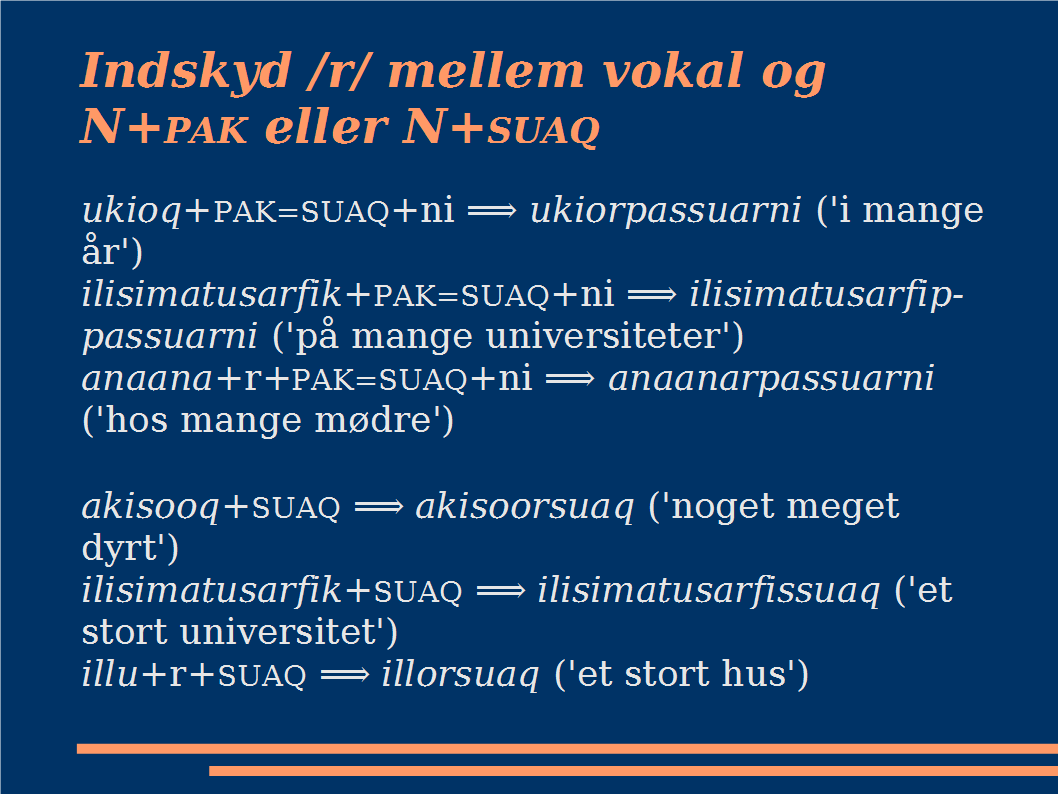 Indskyd /r/ mellem vokal og
N+PAK eller N+SUAQ
ukioq+PAK=SUAQ+ni ⟹ ukiorpassuarni ('i mange
år')
ilisimatusarfik+PAK=SUAQ+ni ⟹ ilisimatusarfip-
passuarni ('på mange universiteter')
anaana+r+PAK=SUAQ+ni ⟹ anaanarpassuarni
('hos mange mødre')
akisooq+SUAQ ⟹ akisoorsuaq ('noget meget
dyrt')
ilisimatusarfik+SUAQ ⟹ ilisimatusarfissuaq ('et
stort universitet')
illu+r+SUAQ ⟹ illorsuaq ('et stort hus')